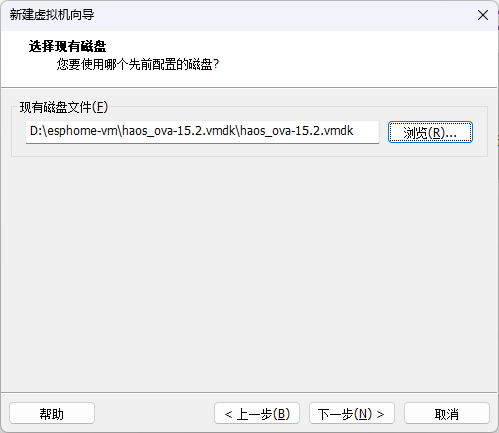 新建虚拟机向导
选择现有磁盘
您要使用哪个先前配置的磁盘?
现有磁盘文件(F)
D:\esphome-vm\haos_ova-15.2.vmdk\haos_ova-15.2.vmdk
浏览(R)...
帮助
< 上一步(B)
下一步(N) >
取消